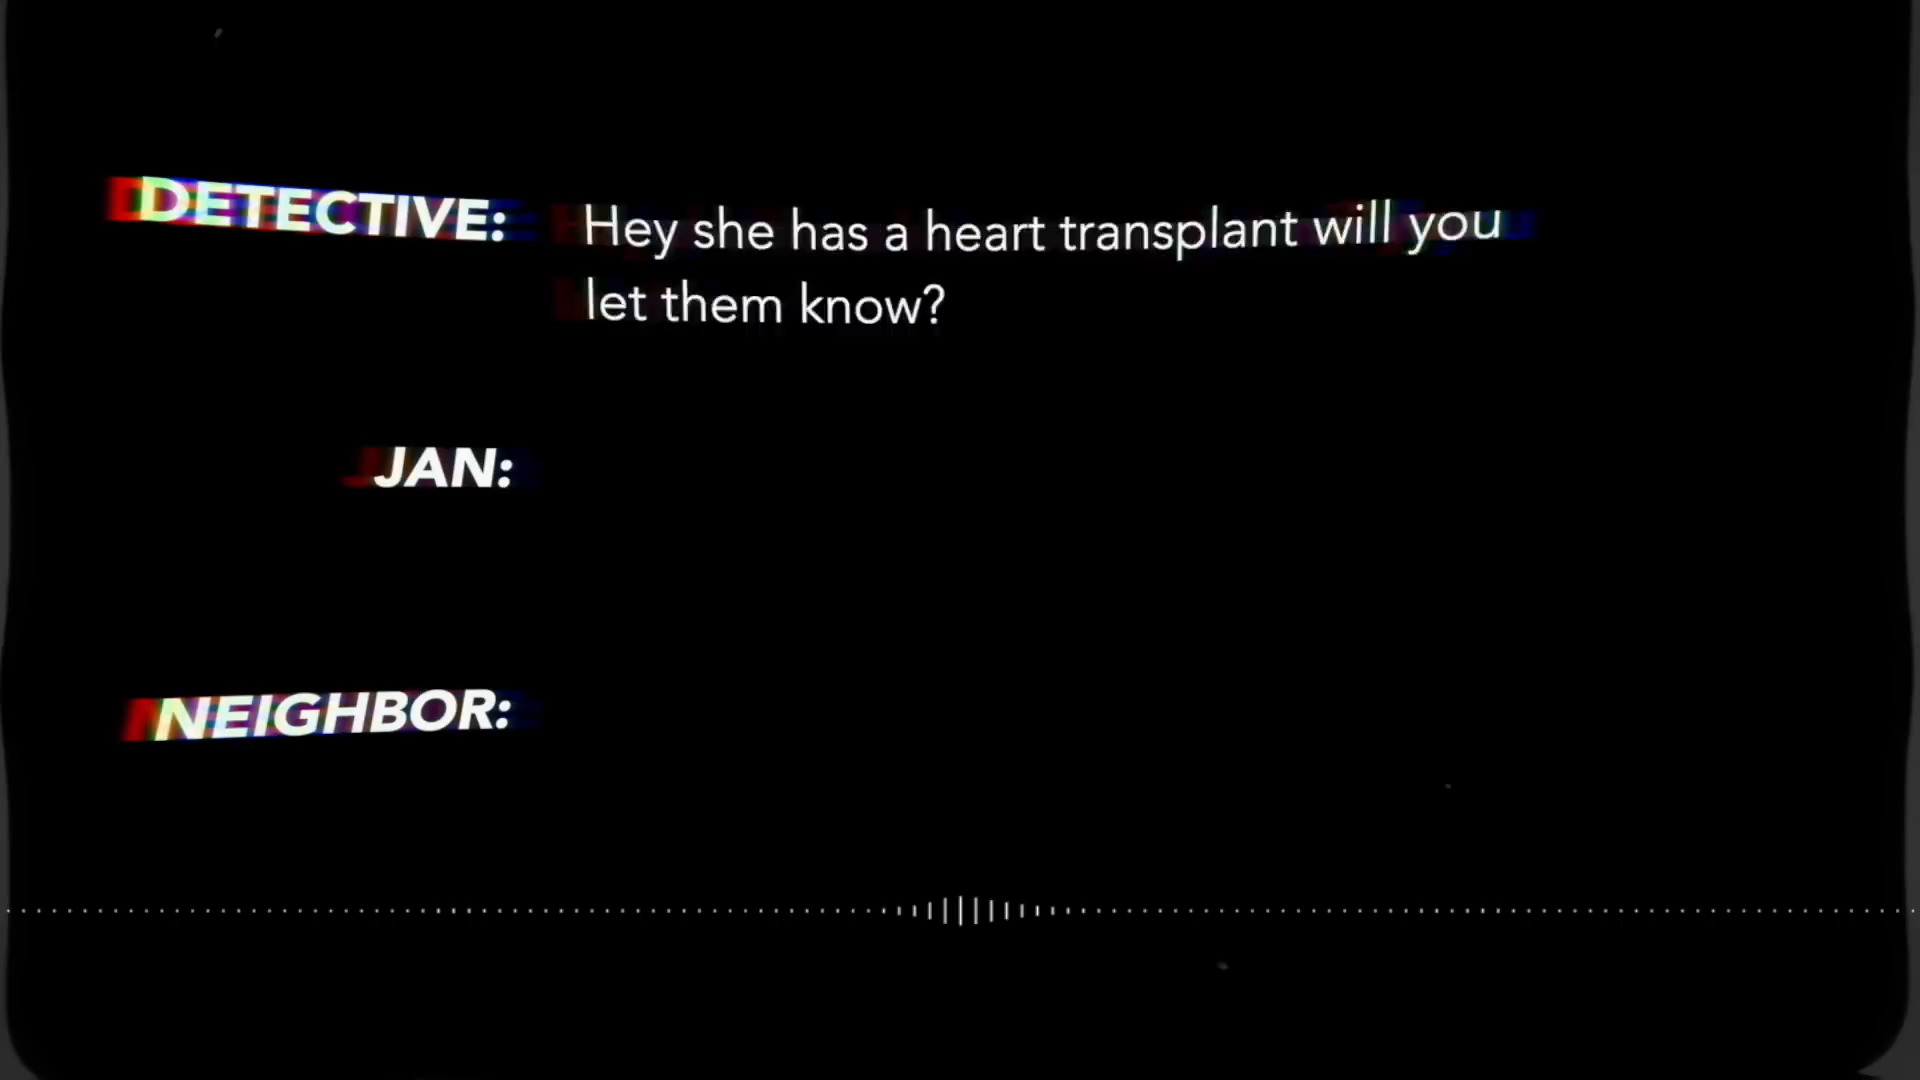 DETECTIVE: Hey she has a heart transplant will you
let them know?
JAN:
NEIGHBOR: